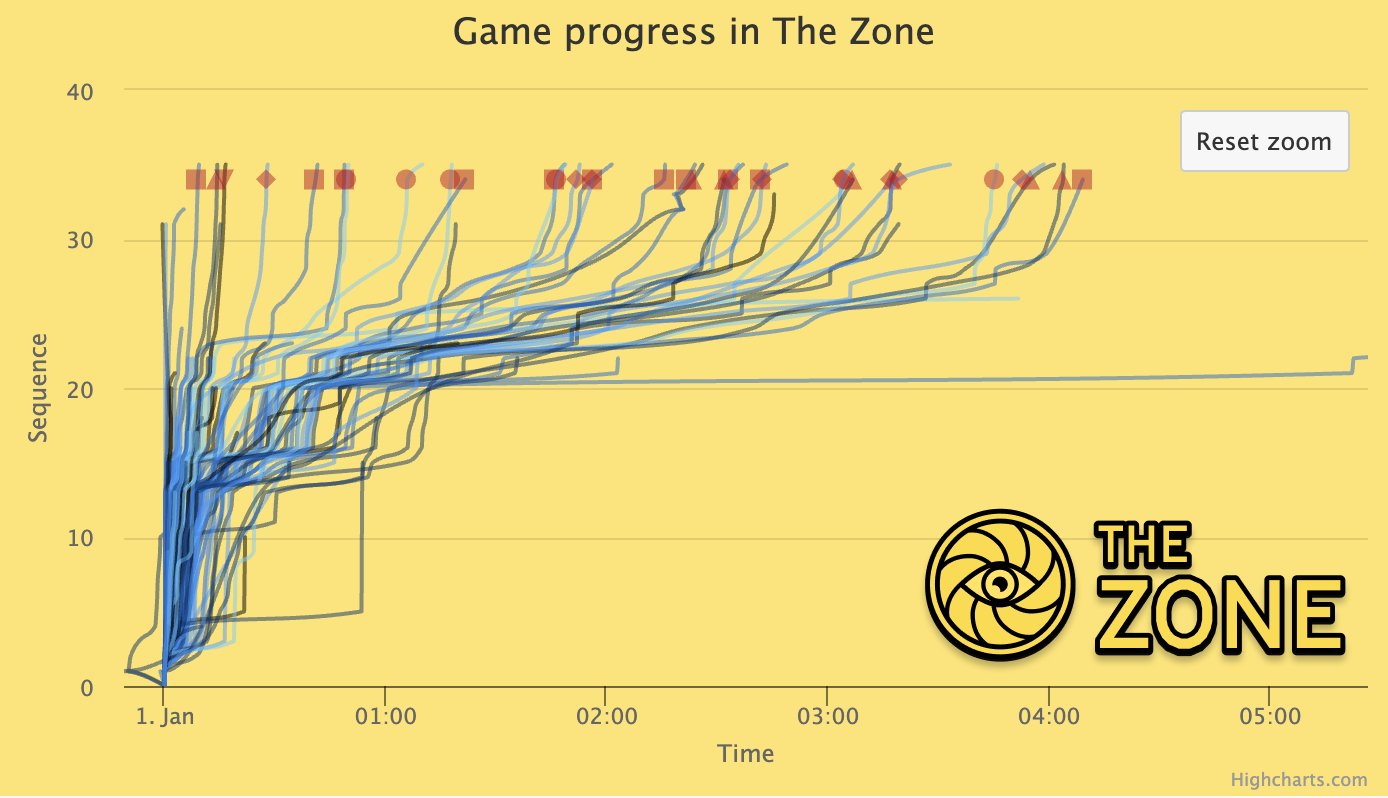 Game progress in The Zone
Reset zoom
40
30
20
10
0
Sequence
1. Jan
01:00
02:00
03:00
04:00
05:00
Time
THE
ZONE
Highcharts.com